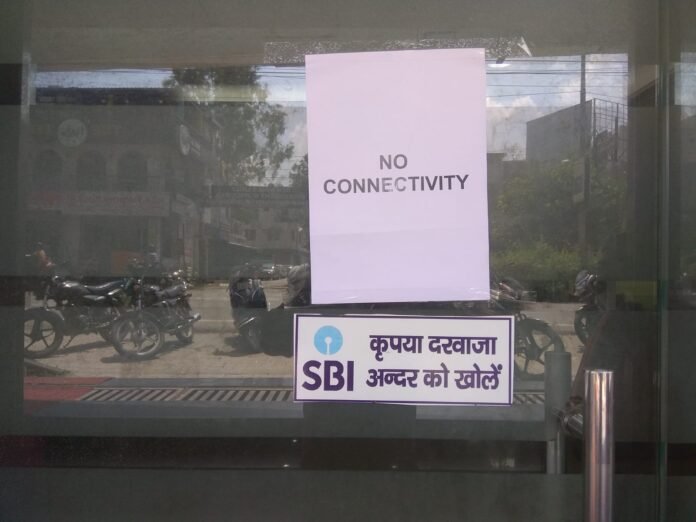 NO
CONNECTIVITY
SBI
कृपया दरवाजा
अन्दर को खोलें